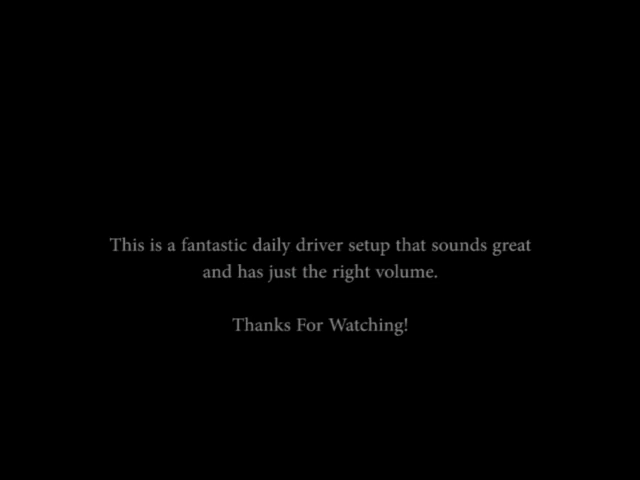 This is a fantastic daily driver setup that sounds great
and has just the right volume.
Thanks For Watching!